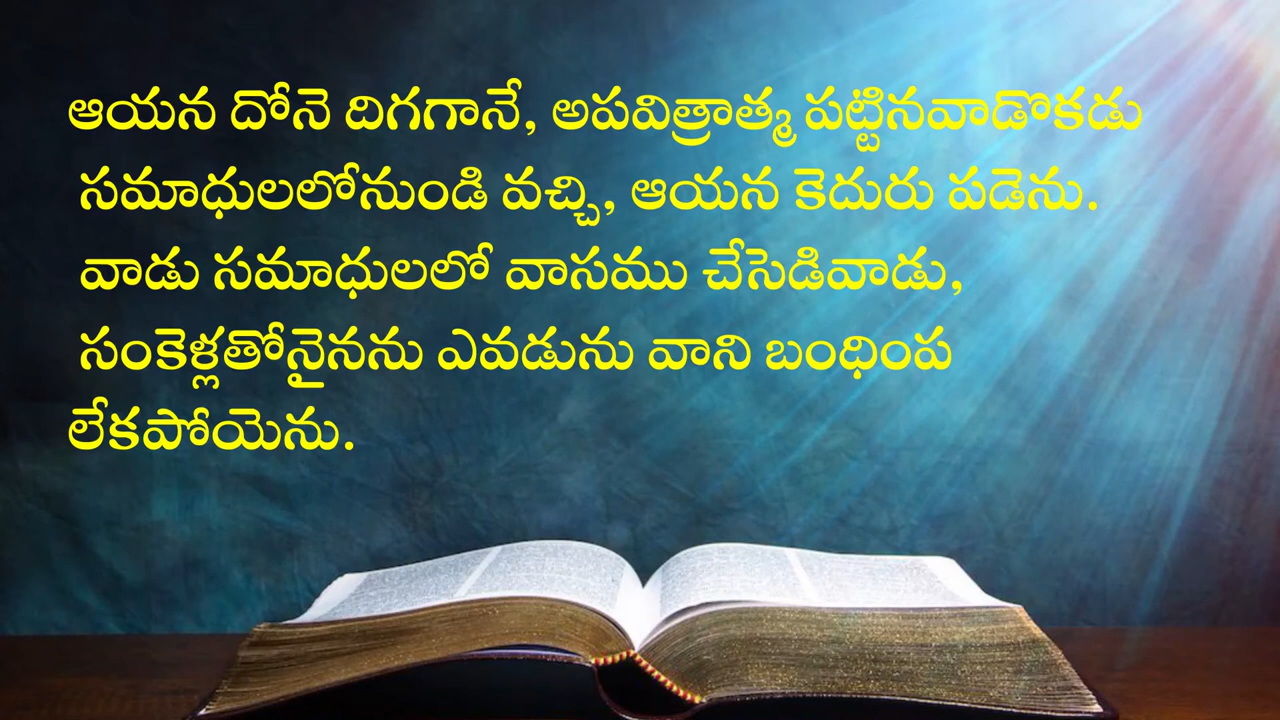 ఆయన దోనె దిగగానే, అపవిత్రాత్మ పట్టినవాడొకడు
సమాధులలోనుండి వచ్చి, ఆయన కెదురు పడెను.
వాడు సమాధులలో వాసము చేసెడివాడు,
సంకెళ్లతోనైనను ఎవడును వాని బంధింప
లేకపోయెను.